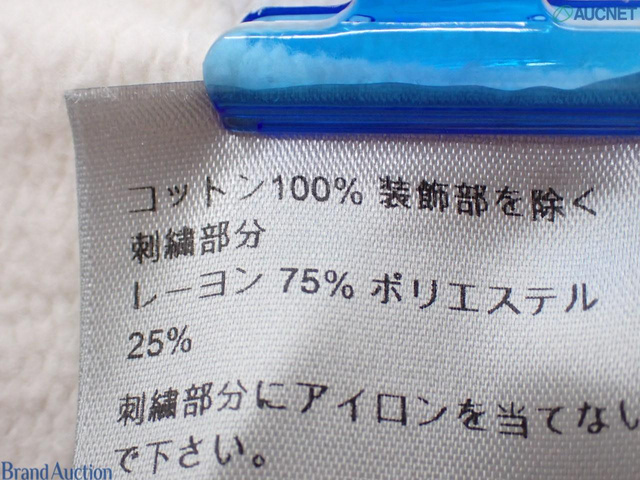 AUCNET
コットン100% 装飾部を除く
刺繍部分
レーヨン 75% ポリエステル
25%
刺繍部分にアイロンを当てない
で下さい。
Brand Auction